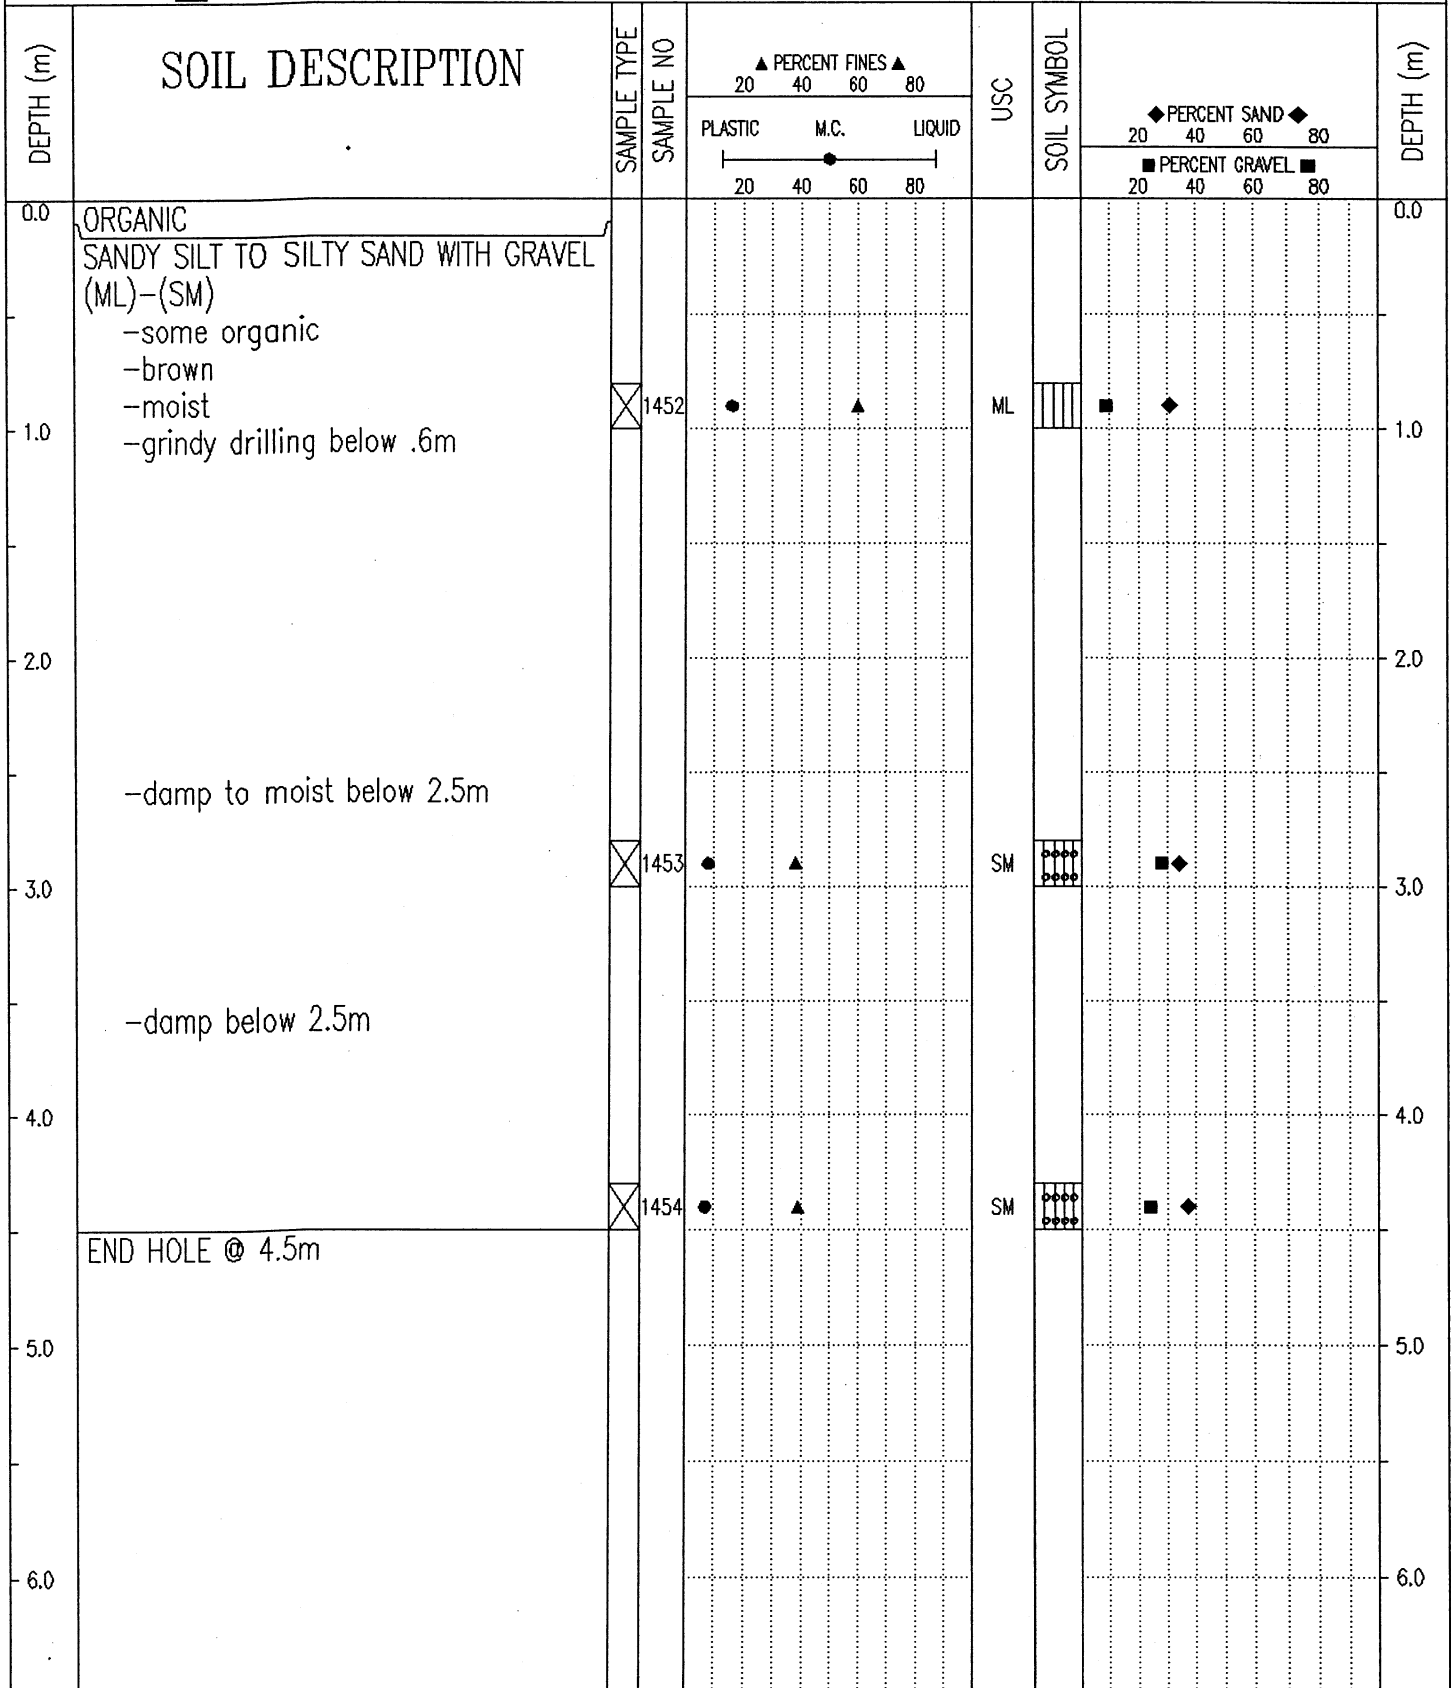 DEPTH (m)
SOIL DESCRIPTION
SAMPLE TYPE
SAMPLE NO
▲ PERCENT FINES ▲
20 40 60 80
PLASTIC M.C. LIQUID
20 40 60 80
USC
SOIL SYMBOL
◆PERCENT SAND◆
20 40 60 80
■PERCENT GRAVEL■
20 40 60 80
DEPTH (m)
0.0 0.0
ORGANIC
SANDY SILT TO SILTY SAND WITH GRAVEL
(ML)-(SM)
-some organic
-brown
-moist
1452 ML
1.0 1.0
-grindy drilling below .6m
2.0 2.0
-damp to moist below 2.5m
1453 SM
3.0 3.0
-damp below 2.5m
4.0 4.0
1454 SM
END HOLE @ 4.5m
5.0 5.0
6.0 6.0